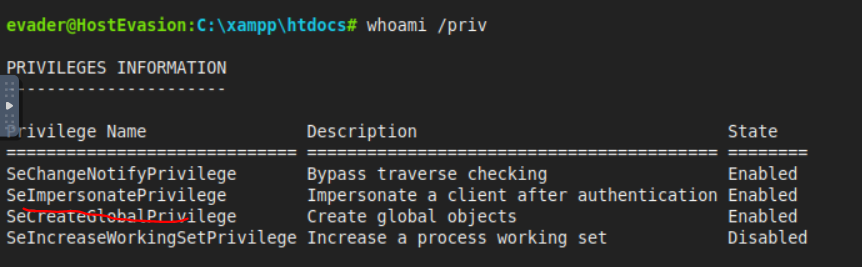 evader@HostEvasion:C:\xampp\htdocs# whoami /priv
PRIVILEGES INFORMATION
----------------------
Privilege Name                Description                               State
============================= ========================================= ========
SeChangeNotifyPrivilege       Bypass traverse checking                  Enabled
SeImpersonatePrivilege        Impersonate a client after authentication Enabled
SeCreateGlobalPrivilege       Create global objects                     Enabled
SeIncreaseWorkingSetPrivilege Increase a process working set            Disabled